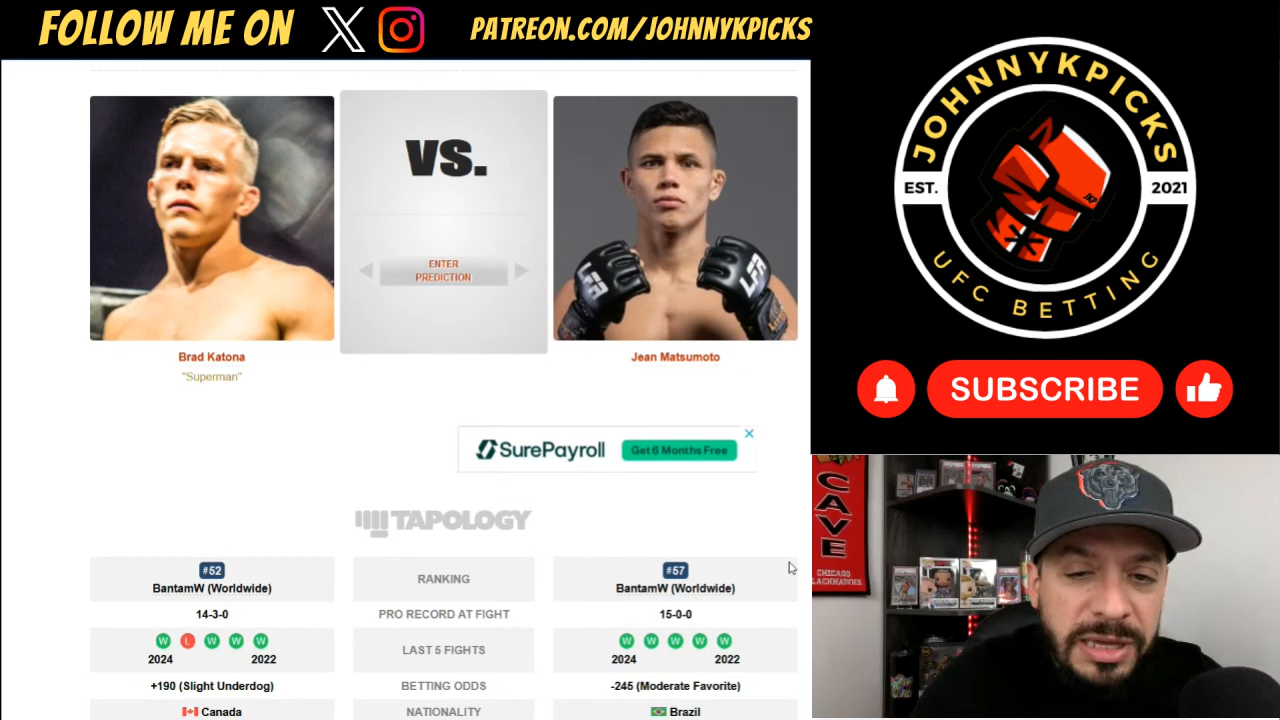 FOLLOW ME ON
PATREON.COM/JOHNNYKPICKS
VS.
ENTER
PREDICTION
LFA
LFA
Brad Katona
"Superman"
Jean Matsumoto
SurePayroll
Get 6 Months Free
TAPOLOGY
#52
BantamW (Worldwide)
RANKING
#57
BantamW (Worldwide)
14-3-0
PRO RECORD AT FIGHT
15-0-0
W L W W W
2024 2022
LAST 5 FIGHTS
W W W W W
2024 2022
+190 (Slight Underdog)
BETTING ODDS
-245 (Moderate Favorite)
Canada
NATIONALITY
Brazil
JOHNNYKPICKS
EST.
2021
JKP
UFC BETTING
SUBSCRIBE
CAVE
CHICAGO
BLACKHAWKS